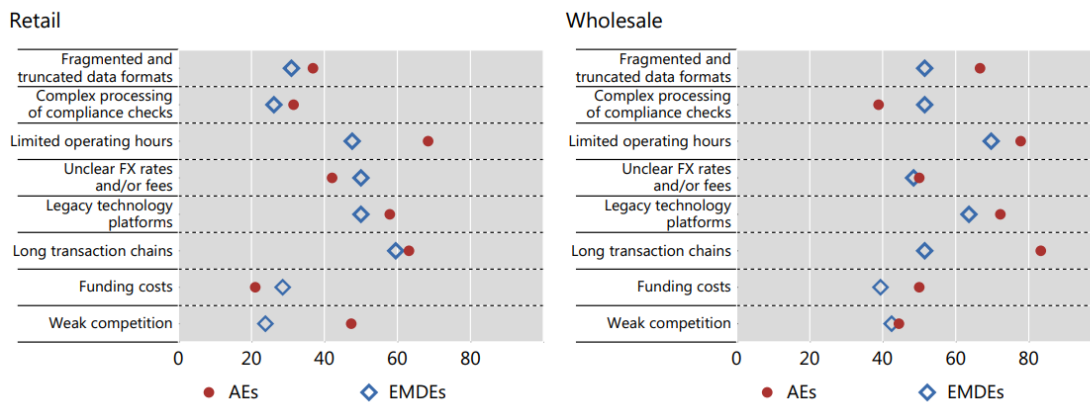 Retail
Fragmented and
truncated data formats
Complex processing
of compliance checks
Limited operating hours
Unclear FX rates
and/or fees
Legacy technology
platforms
Long transaction chains
Funding costs
Weak competition
0 20 40 60 80
AEs EMDEs
Wholesale
Fragmented and
truncated data formats
Complex processing
of compliance checks
Limited operating hours
Unclear FX rates
and/or fees
Legacy technology
platforms
Long transaction chains
Funding costs
Weak competition
0 20 40 60 80
AEs EMDEs